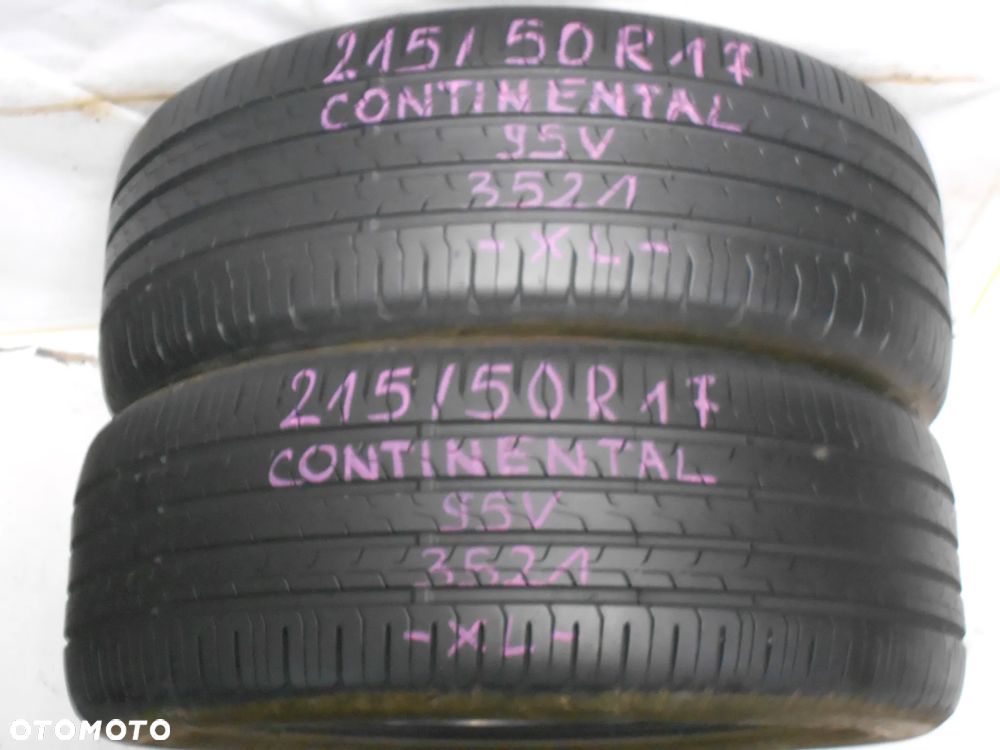 215/50R17
CONTINENTAL
95V
3521
-XL-
215/50R17
CONTINENTAL
95V
3521
-XL-
OTOMOTO